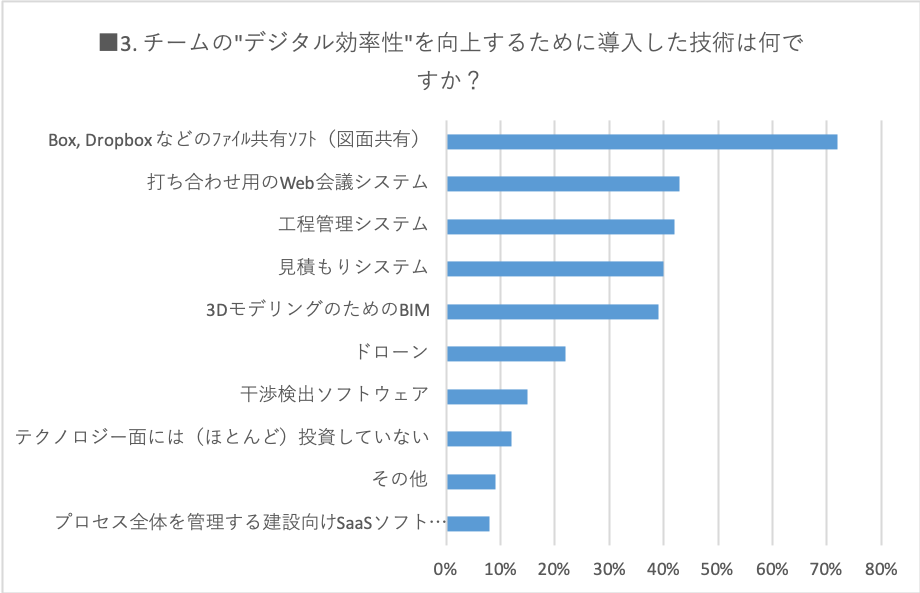 ■3. チームの"デジタル効率性"を向上するために導入した技術は何で
すか？
Box, Dropbox などのﾌｧｲﾙ共有ｿﾌﾄ（図面共有）
打ち合わせ用のWeb会議システム
工程管理システム
見積もりシステム
3DモデリングのためのBIM
ドローン
干渉検出ソフトウェア
テクノロジー面には（ほとんど）投資していない
その他
プロセス全体を管理する建設向けSaaSソフト…
0% 10% 20% 30% 40% 50% 60% 70% 80%